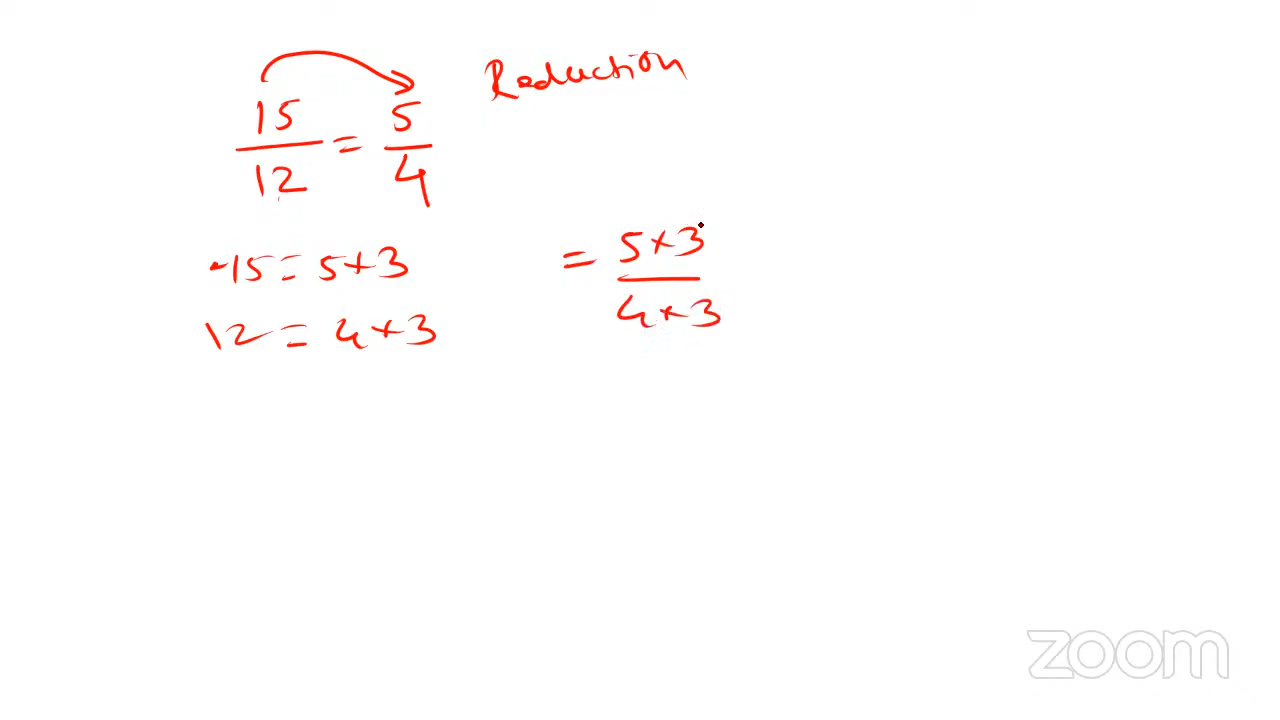 15/12 = 5/4 Reduction
15 = 5×3
12 = 4×3
= 5×3/4×3
zoom